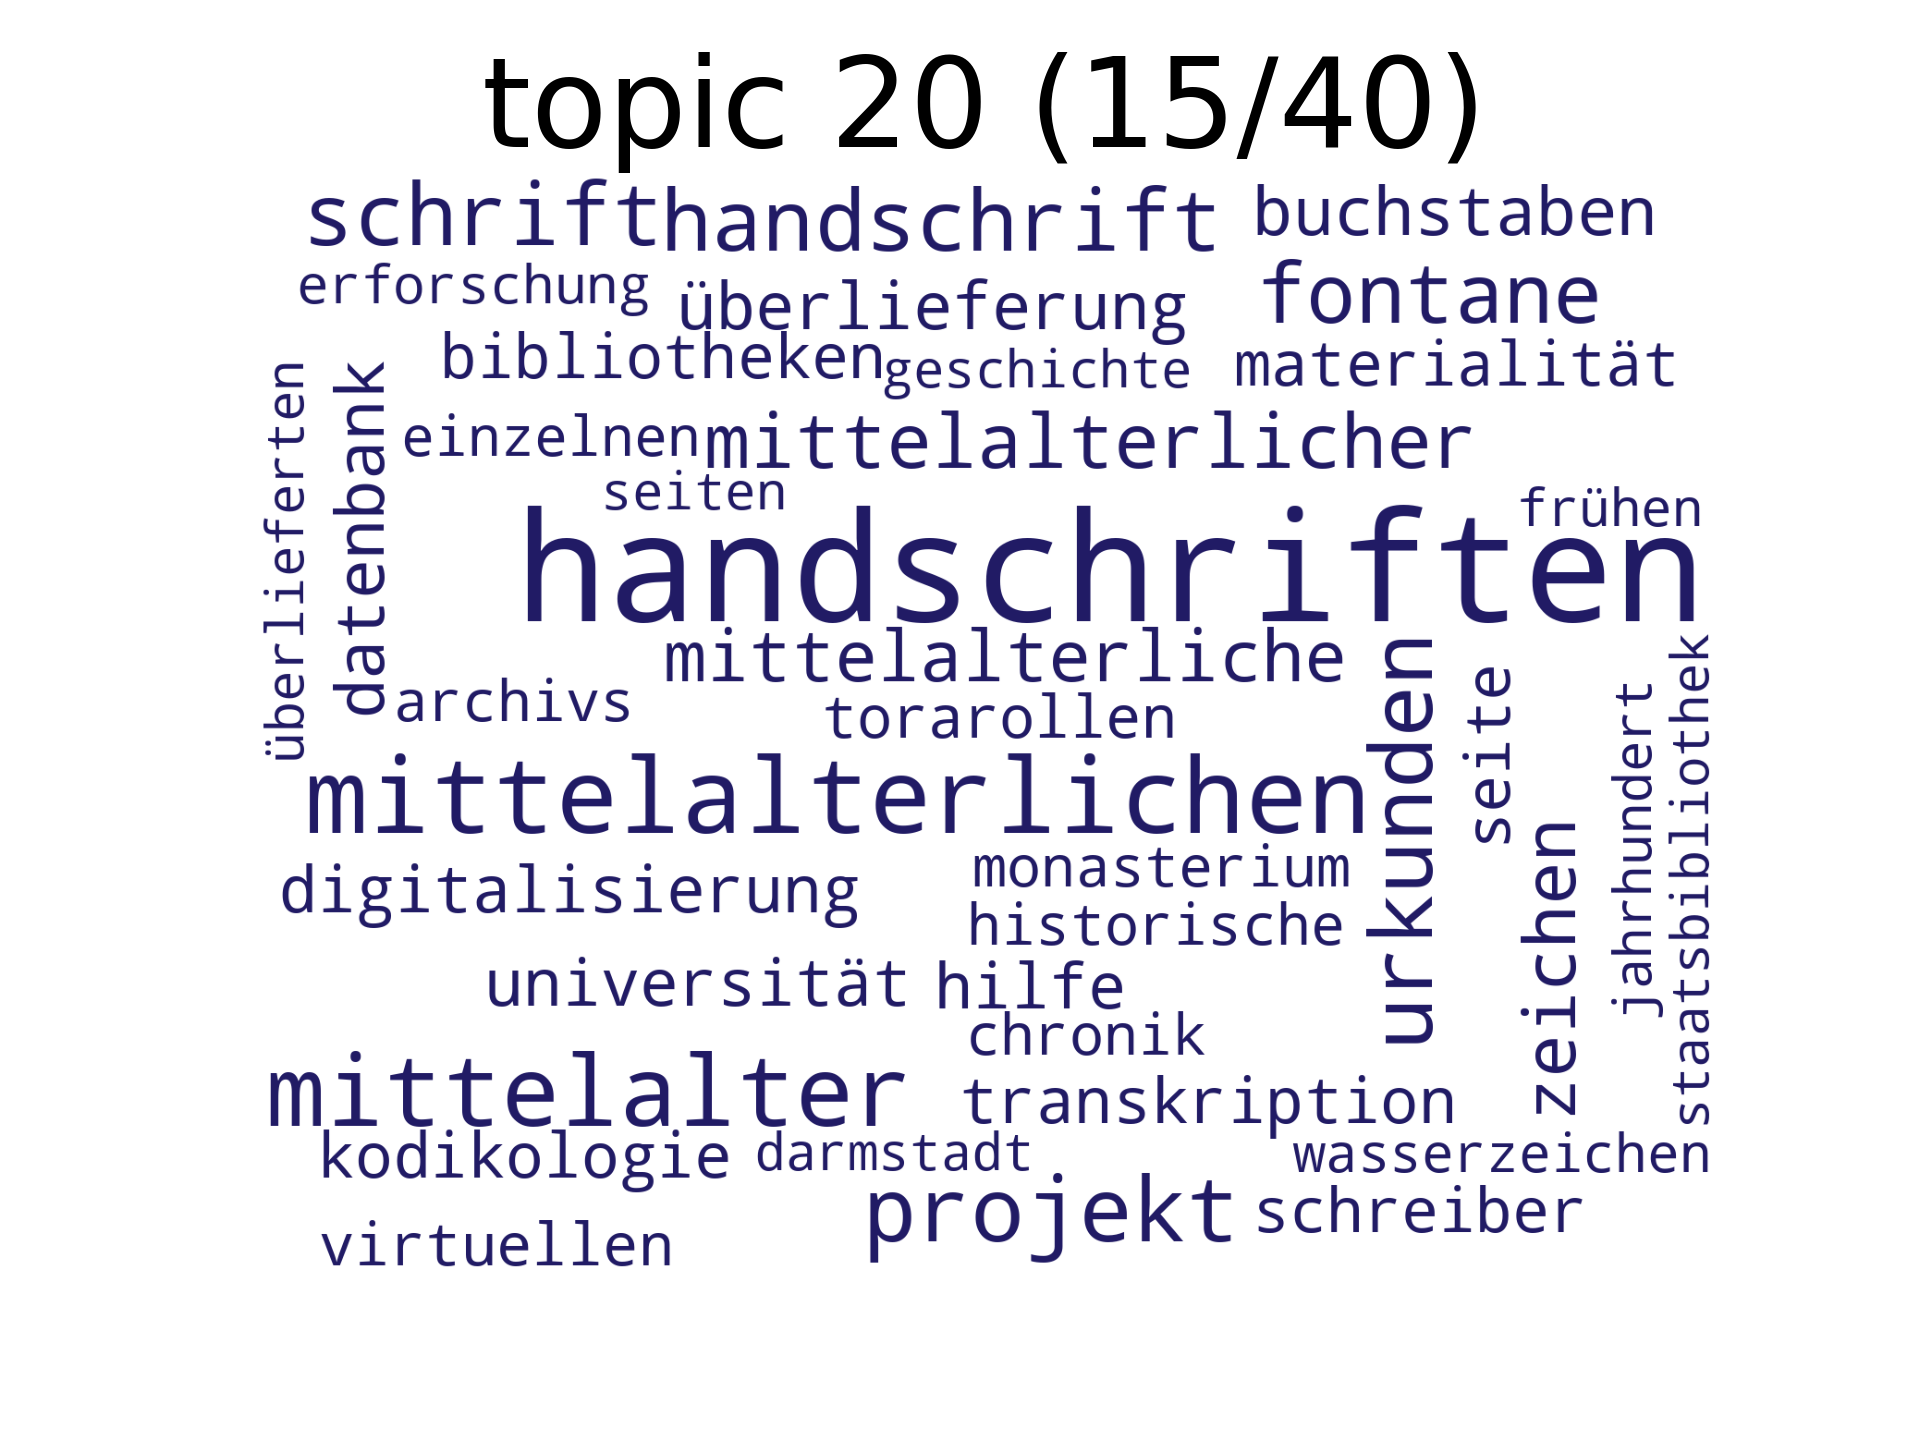 topic 20 (15/40)
schrift handschrift buchstaben
erforschung überlieferung fontane
bibliotheken geschichte materialität
überlieferten datenbank einzelnen mittelalterlicher
seiten frühen
handschriften
mittelalterliche
archivs torarollen urkunden seite jahrhundert staatsbibliothek
mittelalterlichen
digitalisierung monasterium zeichen
historische
universität hilfe
chronik
mittelalter transkription
kodikologie darmstadt wasserzeichen
projekt schreiber
virtuellen